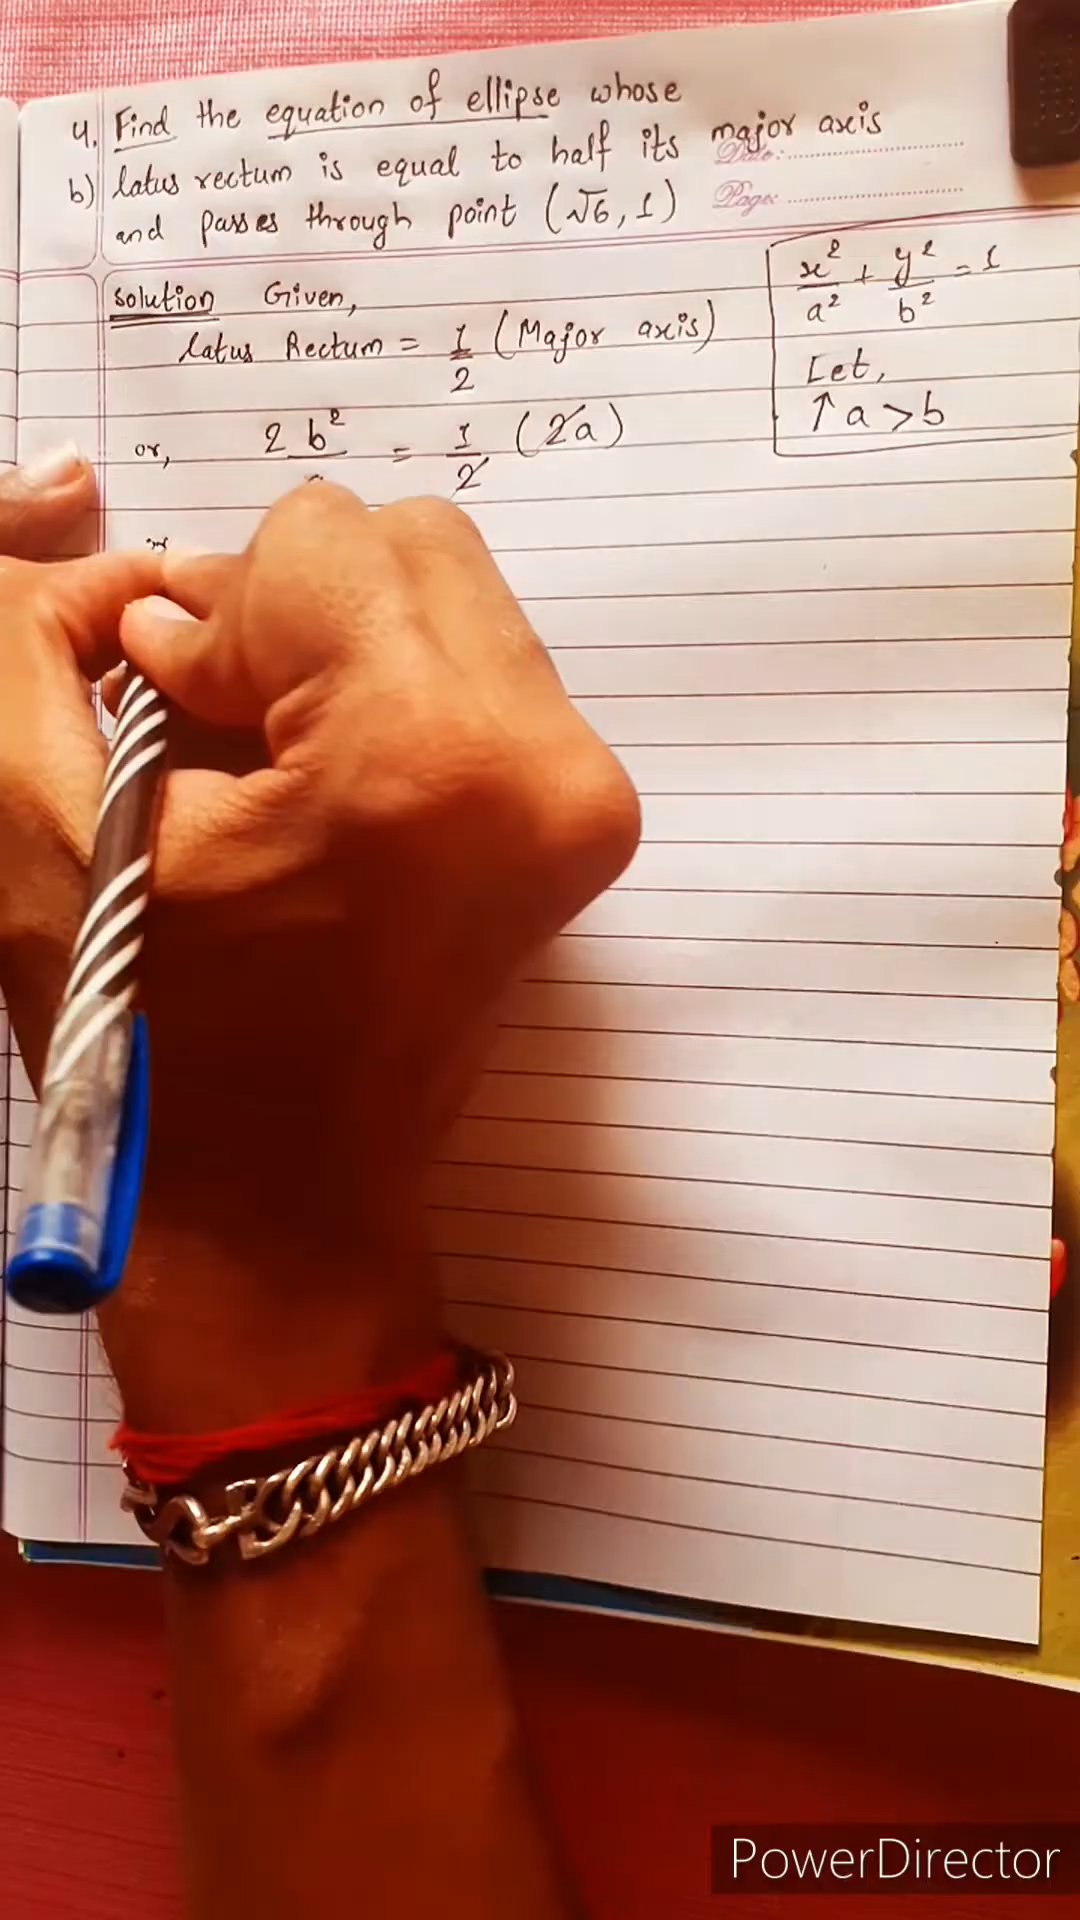 4. Find the equation of ellipse whose
b) latus rectum is equal to half its major axis
and passes through point (√6, 1)
Date:
Page:
Solution Given,
Latus Rectum = 1/2 (Major axis)
or, 2b²/ = 1/2 (2a)
or
x²/a² + y²/b² = 1
Let,
↑ a > b
PowerDirector